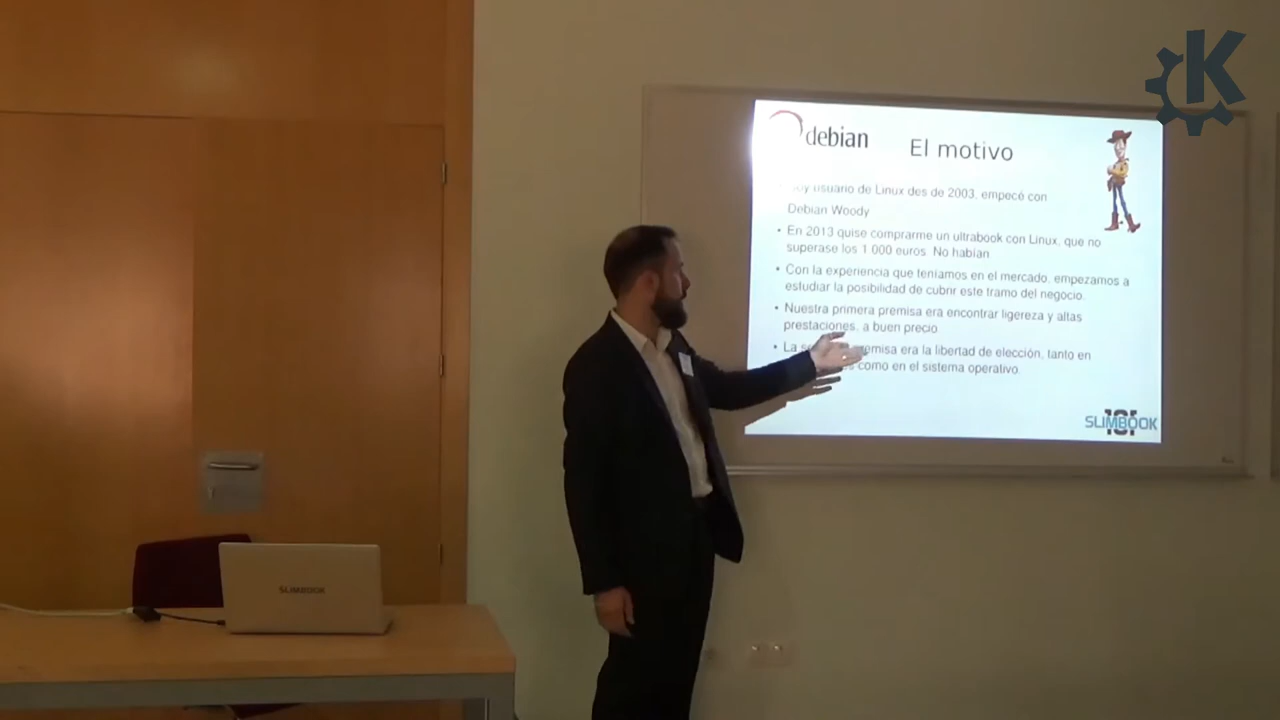 debian
El motivo
usuario de Linux des de 2003, empecé con
Debian Woody
• En 2013 quise comprarme un ultrabook con Linux, que no
superase los 1.000 euros. No habían
• Con la experiencia que teníamos en el mercado, empezamos a
estudiar la posibilidad de cubrir este tramo del negocio.
• Nuestra primera premisa era encontrar ligereza y altas
prestaciones, a buen precio
• La premisa era la libertad de elección, tanto en
como en el sistema operativo.
SLIMBOOK
SLIMBOOK
K